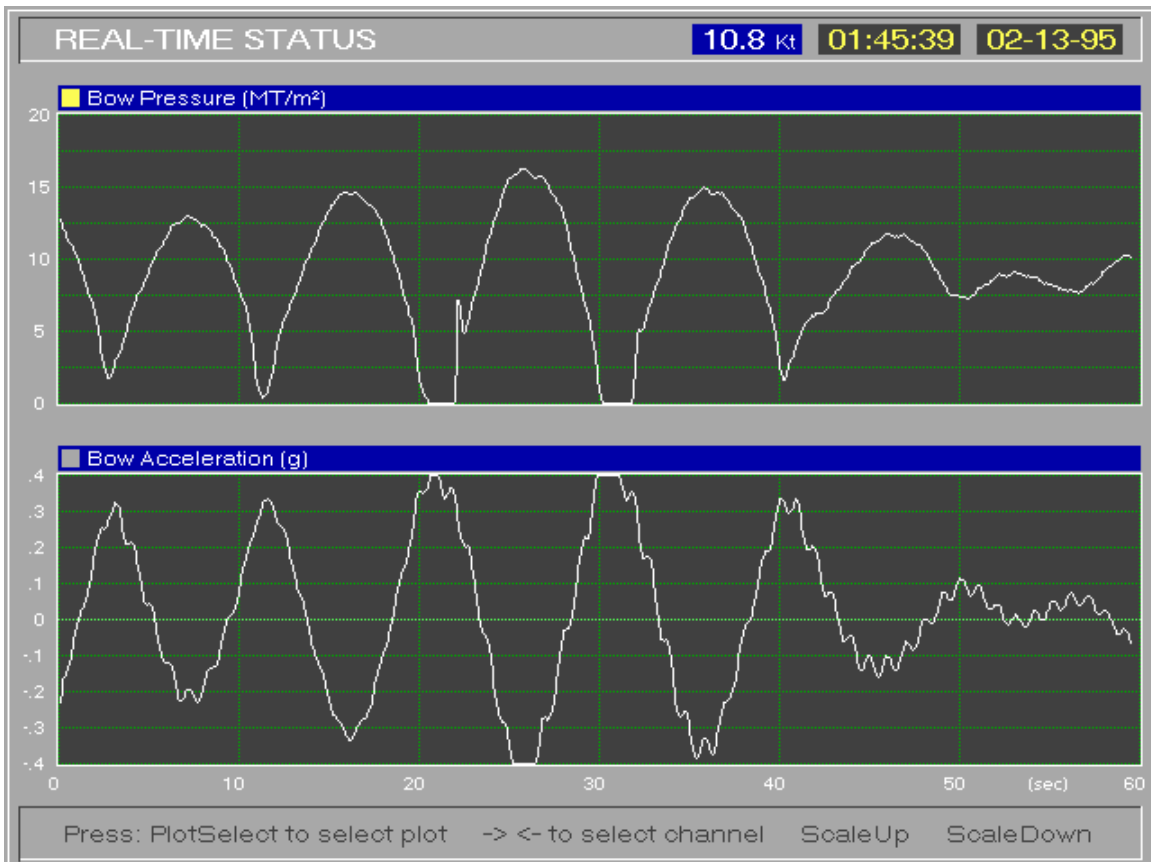 REAL-TIME STATUS 10.8 Kt 01:45:39 02-13-95
Bow Pressure (MT/m²)
20
15
10
5
0
Bow Acceleration (g)
.4
.3
.2
.1
0
-.1
-.2
-.3
-.4
0 10 20 30 40 50 (sec) 60
Press: PlotSelect to select plot -> <- to select channel ScaleUp ScaleDown